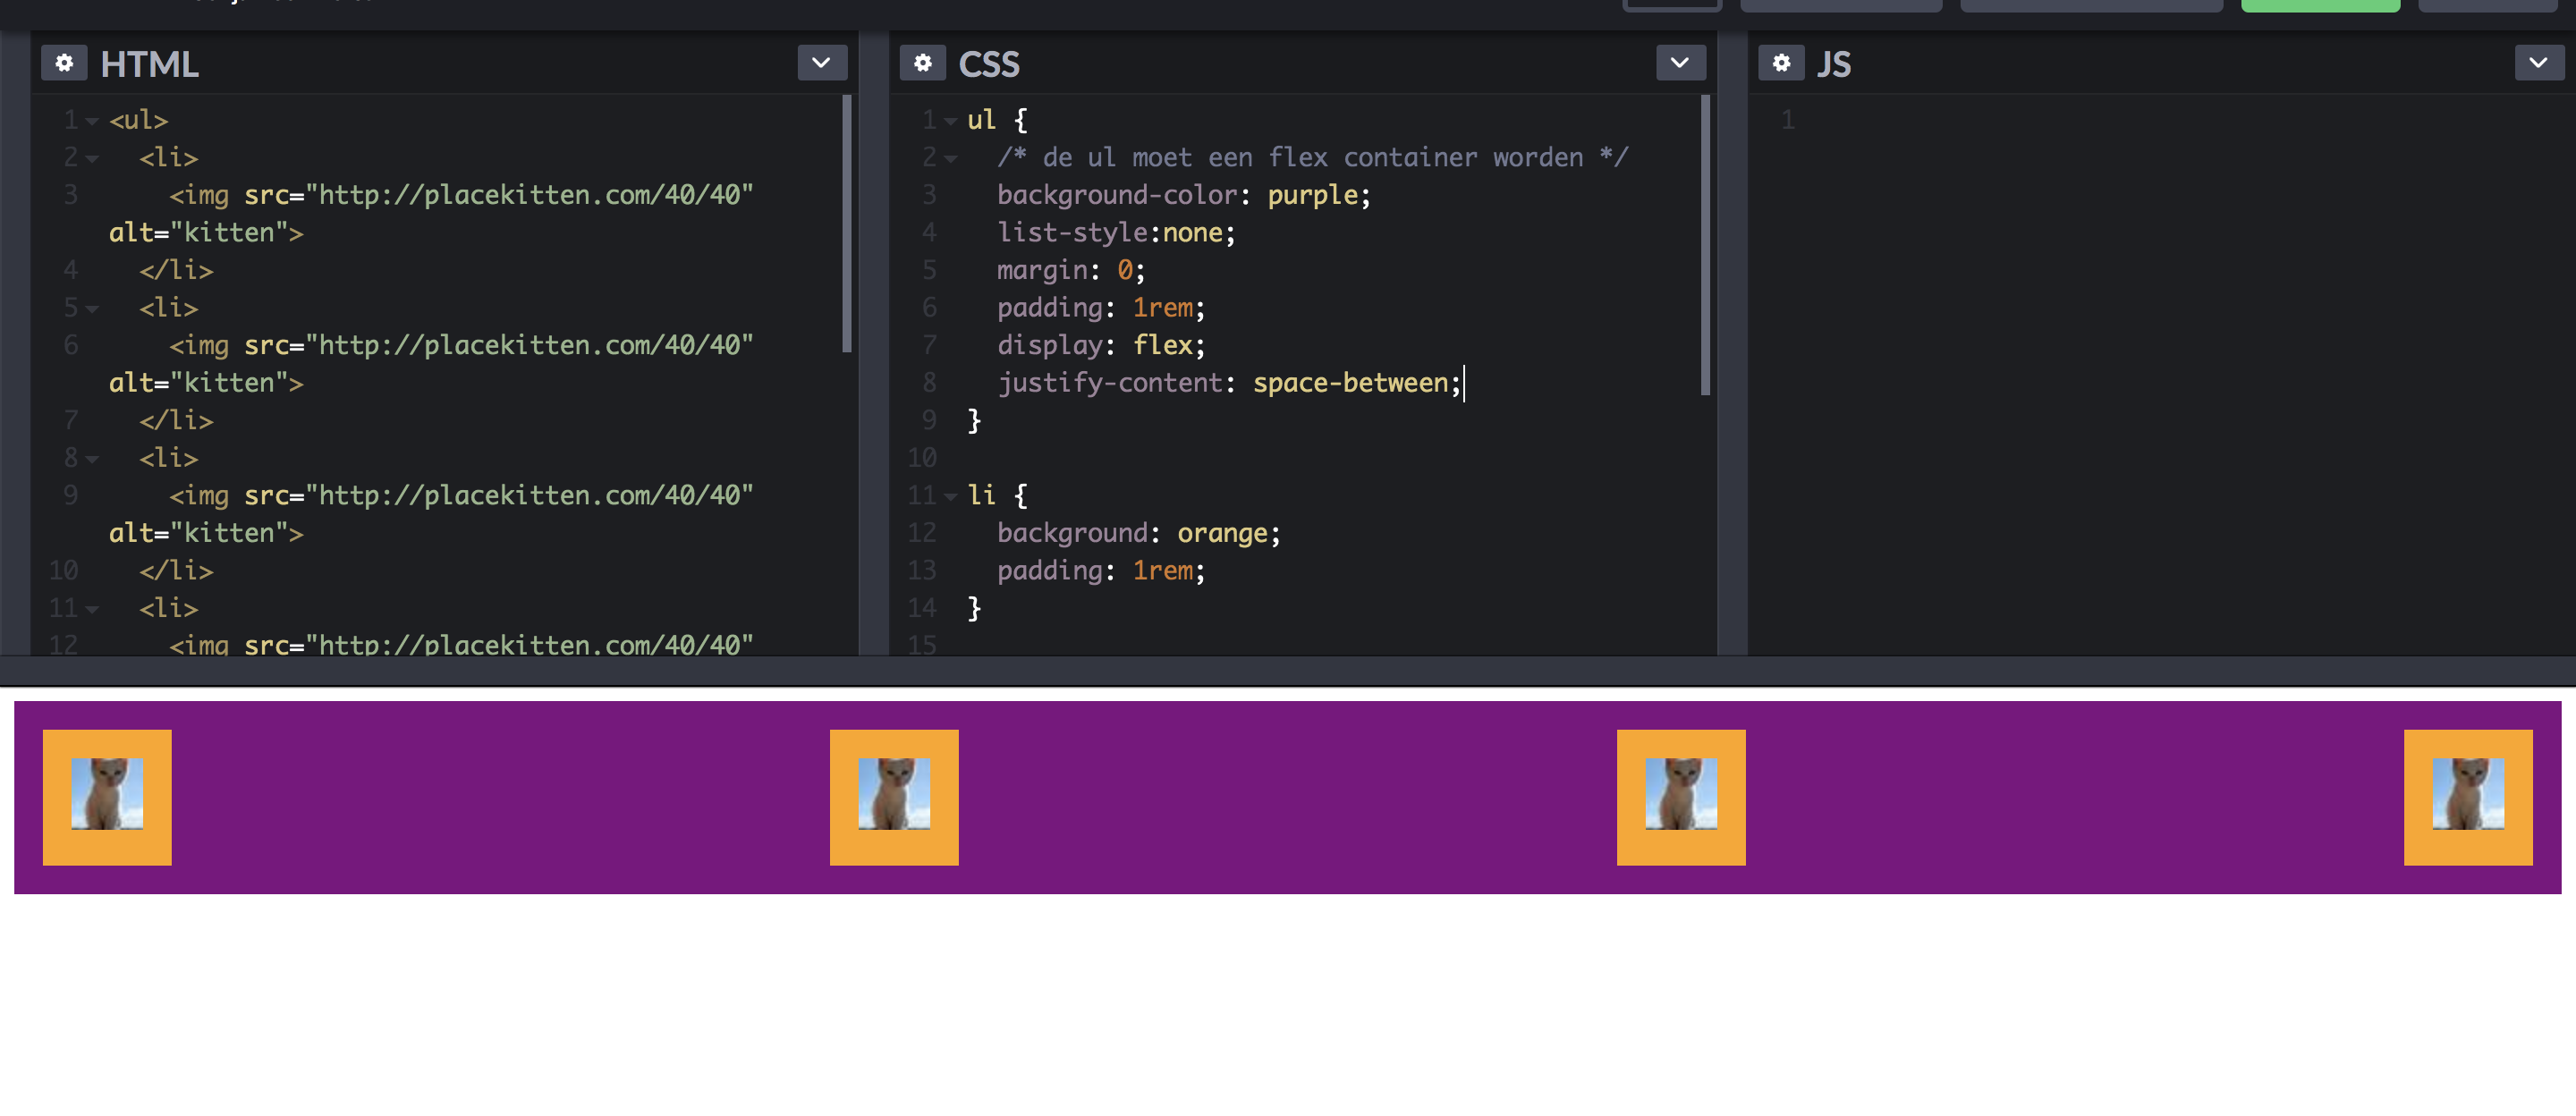 HTML
1 <ul>
2 <li>
3 <img src="http://placekitten.com/40/40"
alt="kitten">
4 </li>
5 <li>
6 <img src="http://placekitten.com/40/40"
alt="kitten">
7 </li>
8 <li>
9 <img src="http://placekitten.com/40/40"
alt="kitten">
10 </li>
11 <li>
12 <img src="http://placekitten.com/40/40"
CSS
1 ul {
2 /* de ul moet een flex container worden */
3 background-color: purple;
4 list-style:none;
5 margin: 0;
6 padding: 1rem;
7 display: flex;
8 justify-content: space-between;
9 }
10
11 li {
12 background: orange;
13 padding: 1rem;
14 }
15
JS
1